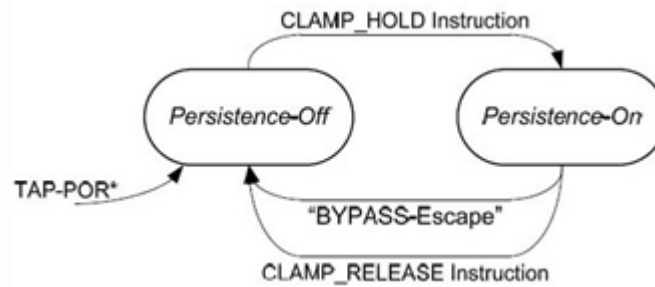 CLAMP_HOLD Instruction
Persistence-Off
Persistence-On
TAP-POR*
“BYPASS-Escape”
CLAMP_RELEASE Instruction